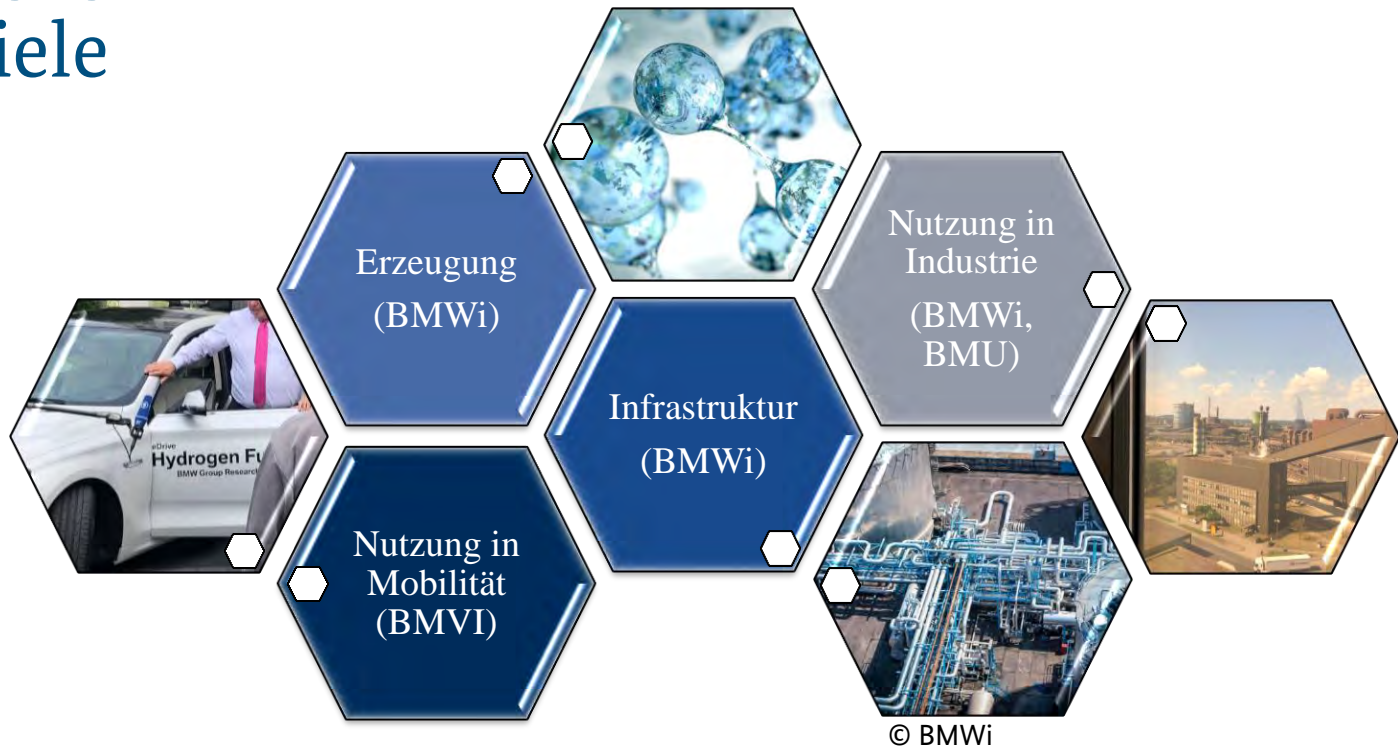 iele
Erzeugung
(BMWi)
Nutzung in
Industrie
(BMWi,
BMU)
Infrastruktur
(BMWi)
Nutzung in
Mobilität
(BMVI)
eDrive
Hydrogen Fu
BMW Group Research
© BMWi